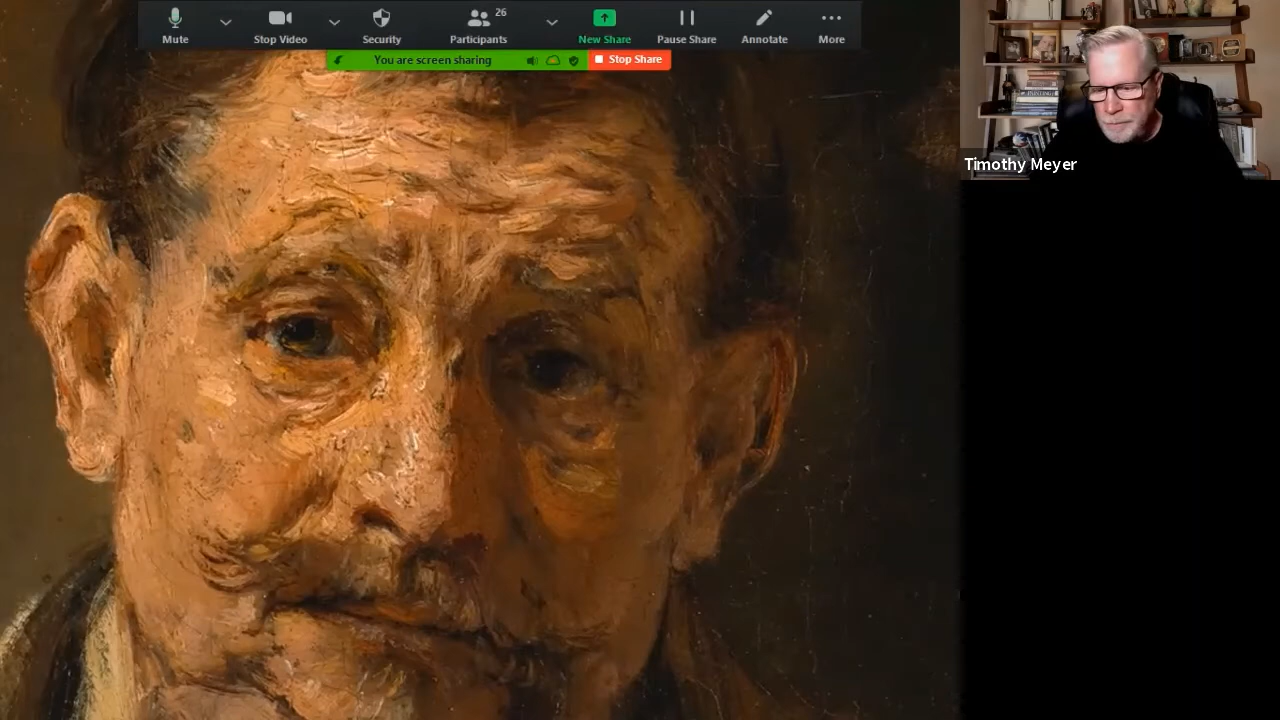 26
Mute
Stop Video
Security
Participants
New Share
Pause Share
Annotate
More
You are screen sharing
Stop Share
Timothy Meyer